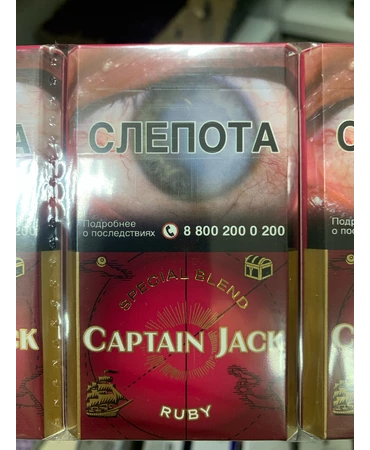 СЛЕПОТА
Подробнее
о последствиях
8 800 200 0 200
SPECIAL BLEND
CAPTAIN JACK
RUBY